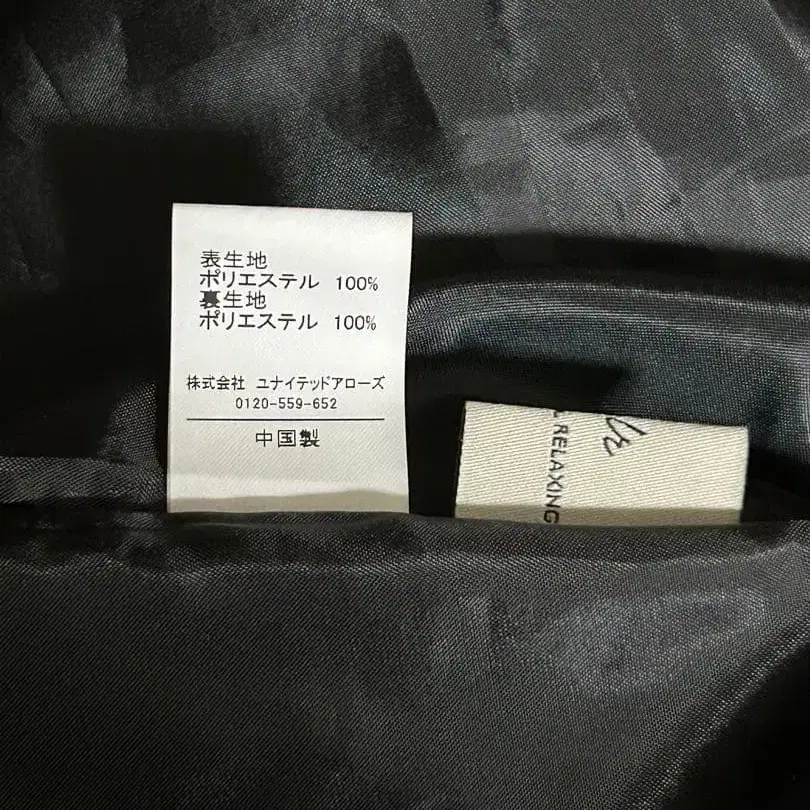 表生地
ポリエステル 100%
裏生地
ポリエステル 100%
株式会社 ユナイテッドアローズ
0120-559-652
中国製
RELAXING